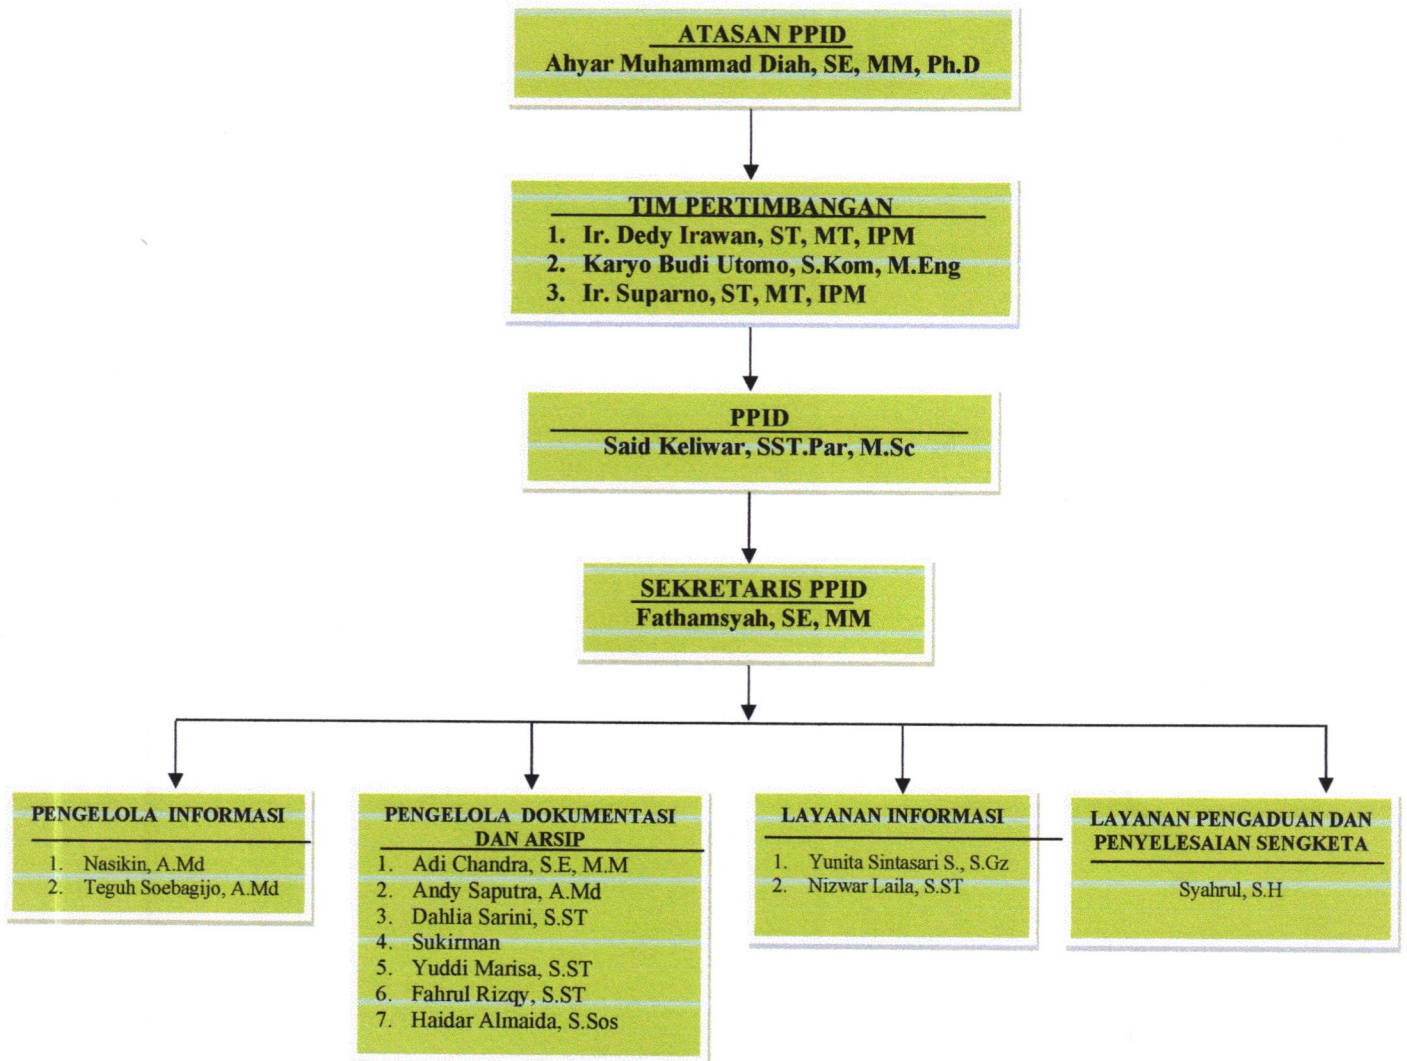 ATASAN PPID
Ahyar Muhammad Diah, SE, MM, Ph.D
TIM PERTIMBANGAN
1. Ir. Dedy Irawan, ST, MT, IPM
2. Karyo Budi Utomo, S.Kom, M.Eng
3. Ir. Suparno, ST, MT, IPM
PPID
Said Keliwar, SST.Par, M.Sc
SEKRETARIS PPID
Fathamsyah, SE, MM
PENGELOLA INFORMASI
1. Nasikin, A.Md
2. Teguh Soebagijo, A.Md
PENGELOLA DOKUMENTASI
DAN ARSIP
1. Adi Chandra, S.E, M.M
2. Andy Saputra, A.Md
3. Dahlia Sarini, S.ST
4. Sukirman
5. Yuddi Marisa, S.ST
6. Fahrul Rizqy, S.ST
7. Haidar Almaida, S.Sos
LAYANAN INFORMASI
1. Yunita Sintasari S., S.Gz
2. Nizwar Laila, S.ST
LAYANAN PENGADUAN DAN
PENYELESAIAN SENGKETA
Syahrul, S.H